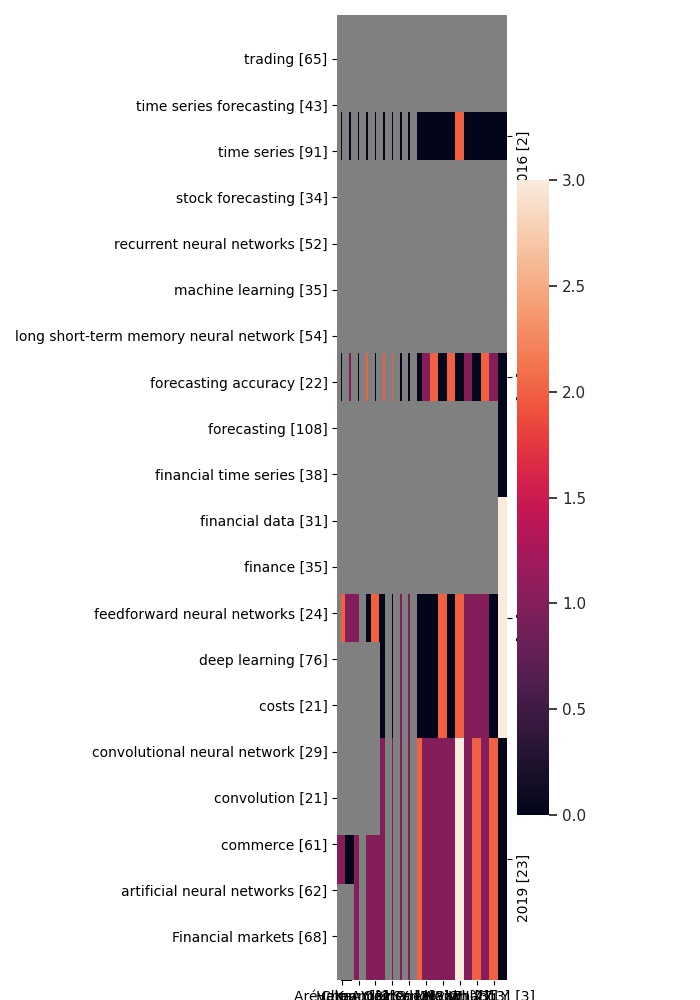 trading [65]
time series forecasting [43]
time series [91]
stock forecasting [34]
recurrent neural networks [52]
machine learning [35]
long short-term memory neural network [54]
forecasting accuracy [22]
forecasting [108]
financial time series [38]
financial data [31]
finance [35]
feedforward neural networks [24]
deep learning [76]
costs [21]
convolutional neural network [29]
convolution [21]
commerce [61]
artificial neural networks [62]
Financial markets [68]
016 [2]
2019 [23]
3.0
2.5
2.0
1.5
1.0
0.5
0.0
[3]